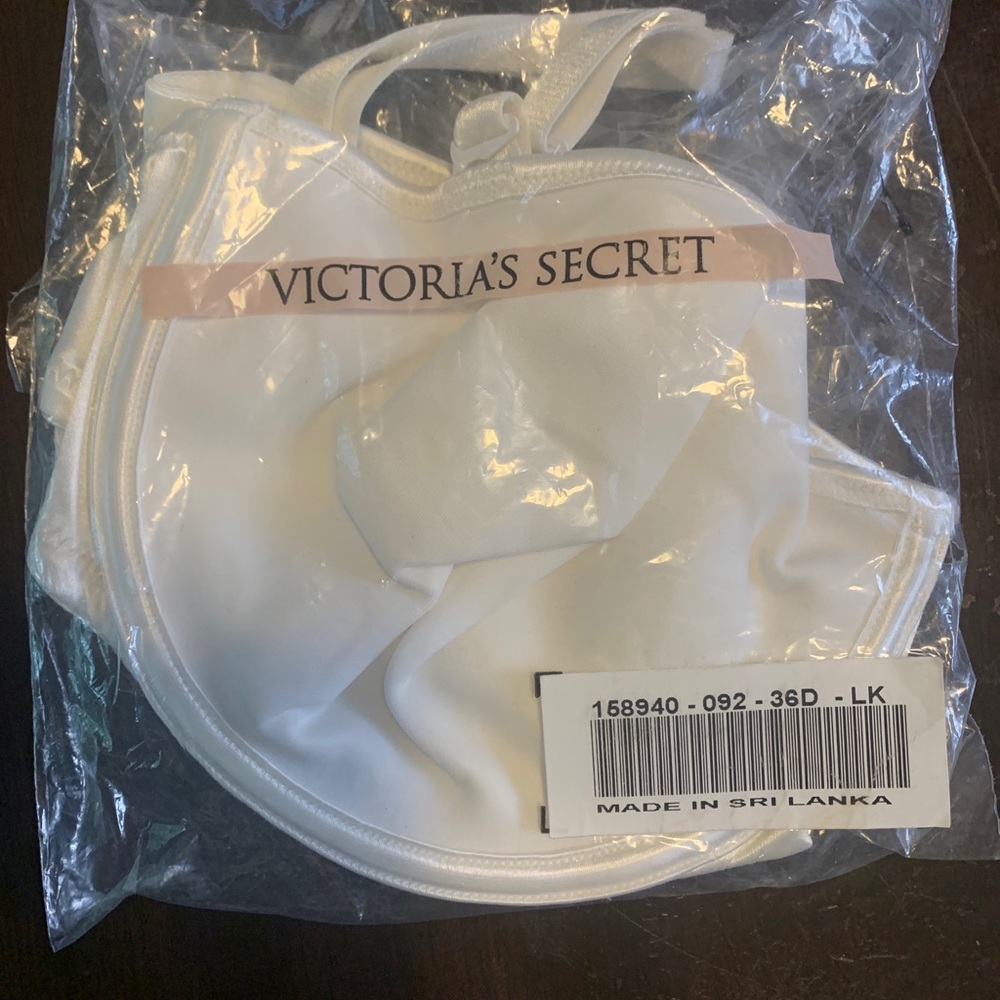 VICTORIA'S SECRET
158940 - 092 - 36D - LK
MADE IN SRI LANKA